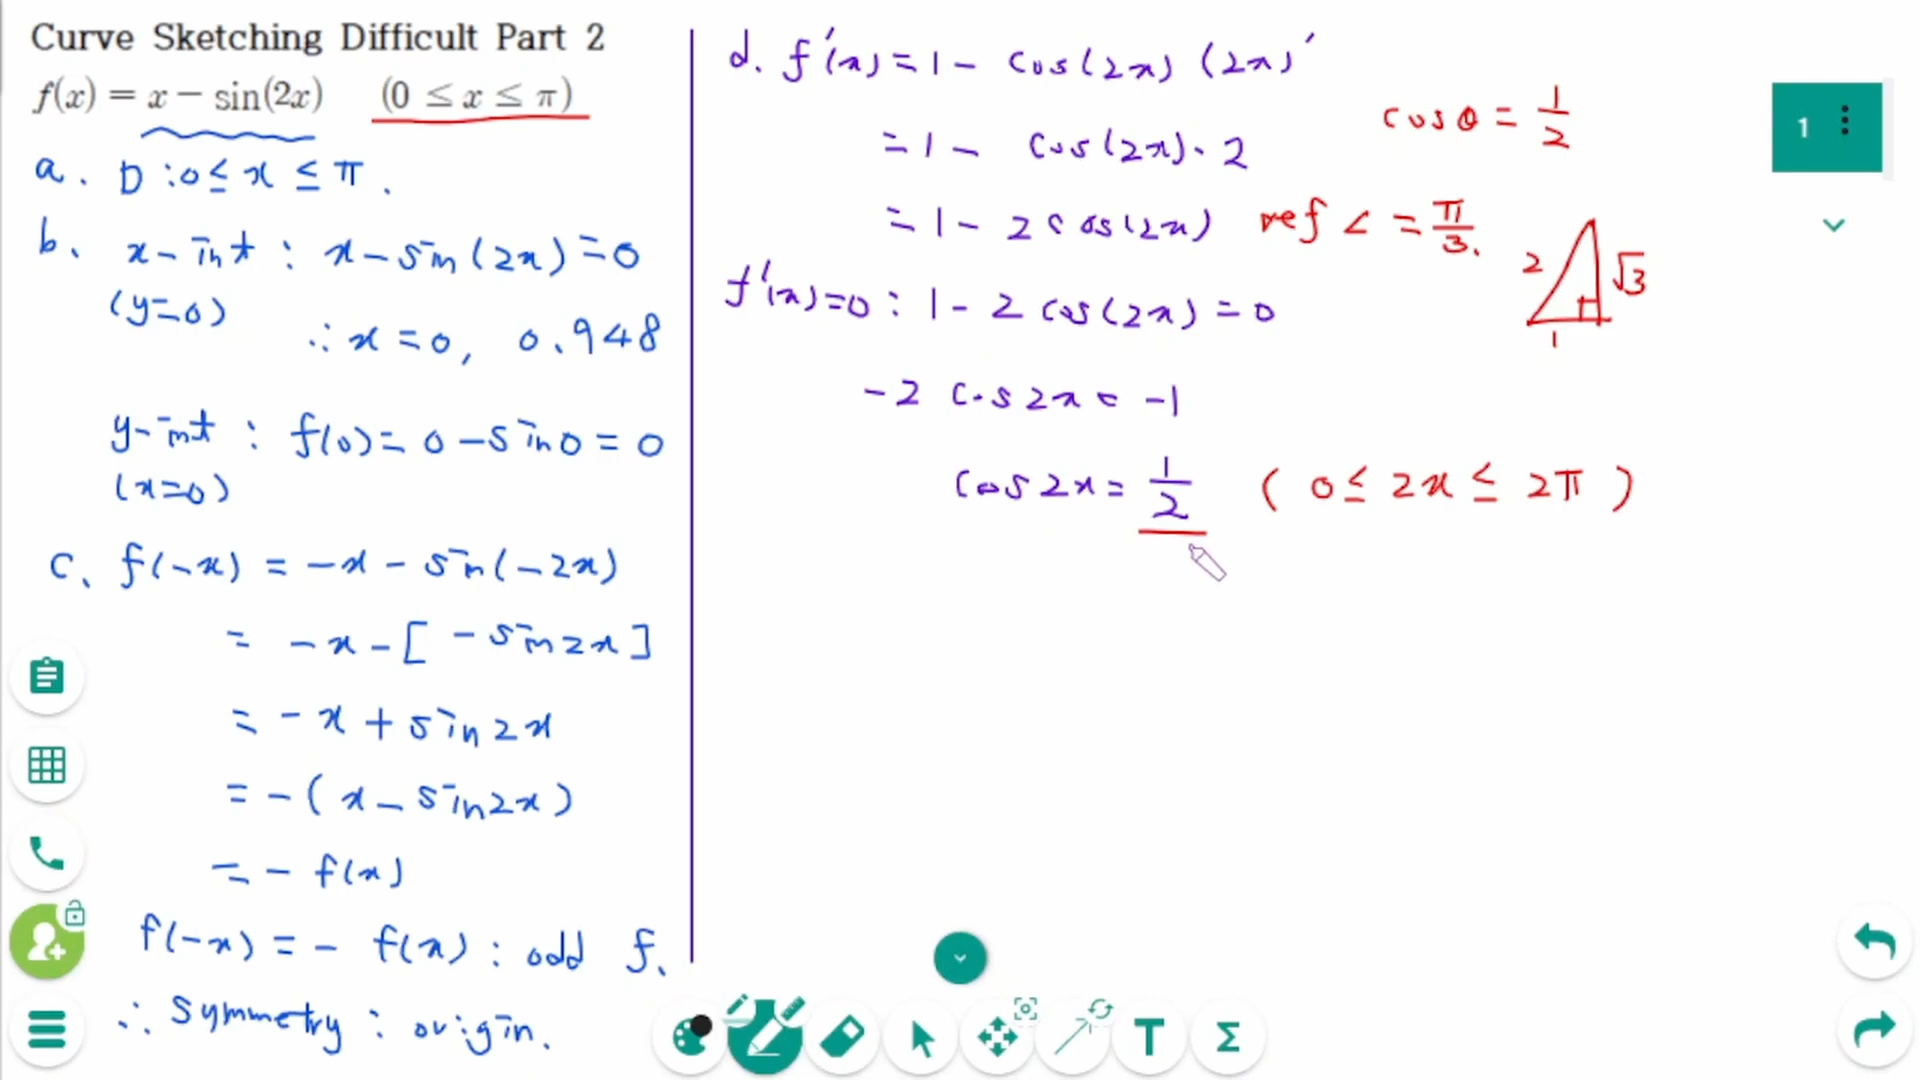 Curve Sketching Difficult Part 2
f(x) = x − sin(2x)   (0 ≤ x ≤ π)
a. D : 0 ≤ x ≤ π.
b. x-int : x − sin(2x) = 0
(y=0)
∴ x = 0, 0.948
y-int : f(0) = 0 − sin0 = 0
(x=0)
c. f(−x) = −x − sin(−2x)
= −x − [ − sin2x ]
= −x + sin2x
= −( x − sin2x )
= − f(x)
f(−x) = − f(x) : odd f.
∴ Symmetry : origin.
d. f'(x) = 1 − cos(2x) (2x)'
= 1 − cos(2x) · 2
= 1 − 2cos(2x)
f'(x)=0 : 1 − 2cos(2x) = 0
−2 cos2x = −1
cos2x = 1/2   ( 0 ≤ 2x ≤ 2π )
cosθ = 1/2
ref ∠ = π/3.
2 √3
1
1
T Σ